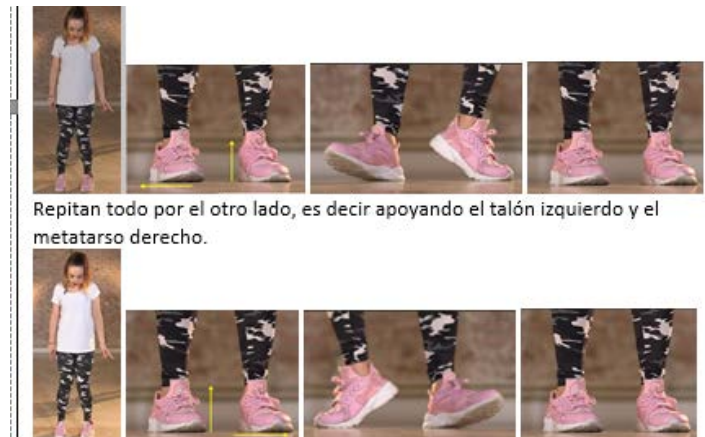 Repitan todo por el otro lado, es decir apoyando el talón izquierdo y el
metatarso derecho.